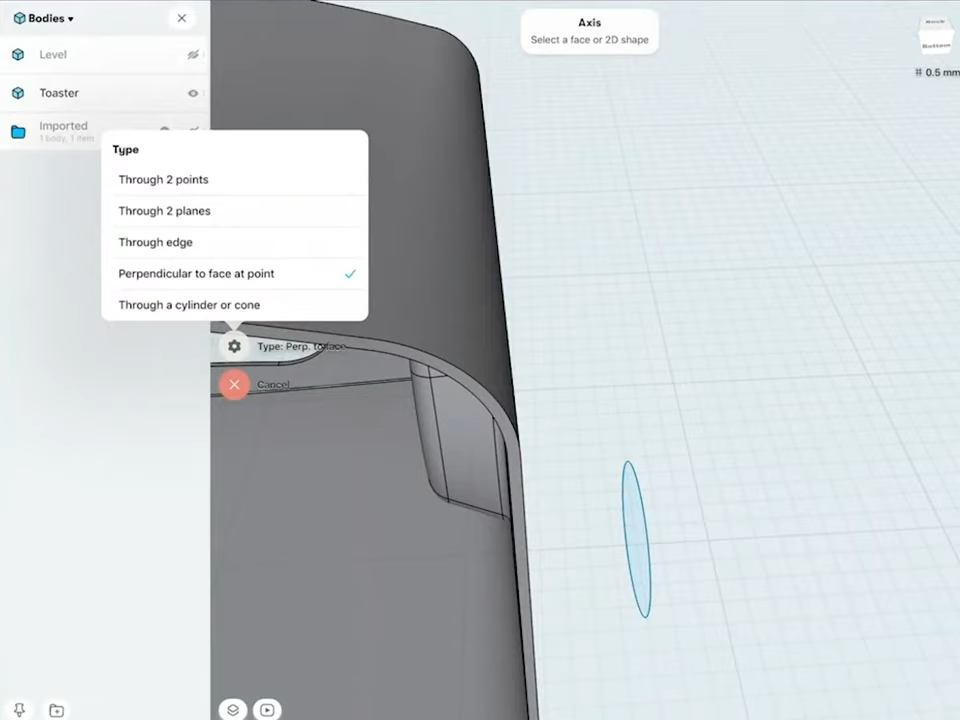 Bodies
Axis
Select a face or 2D shape
Back
Bottom
0.5 mm
Level
Toaster
Imported
1 body, 1 item
Type
Through 2 points
Through 2 planes
Through edge
Perpendicular to face at point
Through a cylinder or cone
Type: Perp. to face
Cancel